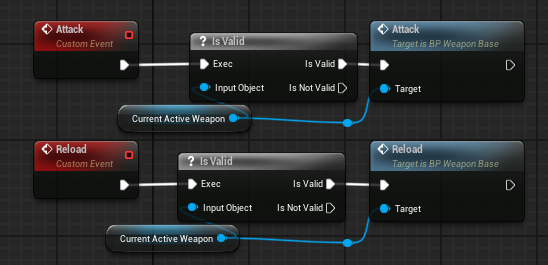 Attack
Custom Event
? Is Valid
Exec
Is Valid
Input Object
Is Not Valid
Current Active Weapon
Attack
Target is BP Weapon Base
Target
Reload
Custom Event
? Is Valid
Exec
Is Valid
Input Object
Is Not Valid
Current Active Weapon
Reload
Target is BP Weapon Base
Target